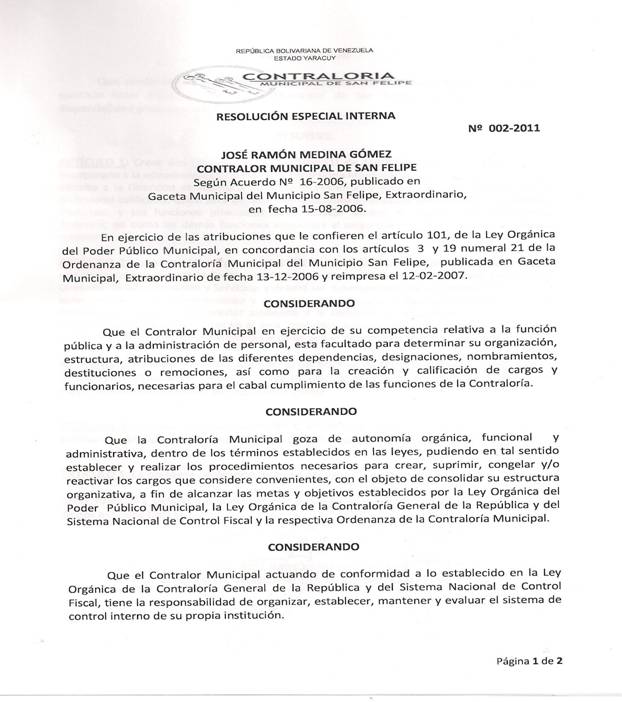 REPÚBLICA BOLIVARIANA DE VENEZUELA
ESTADO YARACUY
CONTRALORIA
MUNICIPAL DE SAN FELIPE
RESOLUCIÓN ESPECIAL INTERNA
Nº 002-2011
JOSÉ RAMÓN MEDINA GÓMEZ
CONTRALOR MUNICIPAL DE SAN FELIPE
Según Acuerdo Nº 16-2006, publicado en
Gaceta Municipal del Municipio San Felipe, Extraordinario,
en fecha 15-08-2006.
En ejercicio de las atribuciones que le confieren el artículo 101, de la Ley Orgánica
del Poder Público Municipal, en concordancia con los artículos 3 y 19 numeral 21 de la
Ordenanza de la Contraloría Municipal del Municipio San Felipe, publicada en Gaceta
Municipal, Extraordinario de fecha 13-12-2006 y reimpresa el 12-02-2007.
CONSIDERANDO
Que el Contralor Municipal en ejercicio de su competencia relativa a la función
pública y a la administración de personal, esta facultado para determinar su organización,
estructura, atribuciones de las diferentes dependencias, designaciones, nombramientos,
destituciones o remociones, así como para la creación y calificación de cargos y
funcionarios, necesarias para el cabal cumplimiento de las funciones de la Contraloría.
CONSIDERANDO
Que la Contraloría Municipal goza de autonomía orgánica, funcional y
administrativa, dentro de los términos establecidos en las leyes, pudiendo en tal sentido
establecer y realizar los procedimientos necesarios para crear, suprimir, congelar y/o
reactivar los cargos que considere convenientes, con el objeto de consolidar su estructura
organizativa, a fin de alcanzar las metas y objetivos establecidos por la Ley Orgánica del
Poder Público Municipal, la Ley Orgánica de la Contraloría General de la República y del
Sistema Nacional de Control Fiscal y la respectiva Ordenanza de la Contraloría Municipal.
CONSIDERANDO
Que el Contralor Municipal actuando de conformidad a lo establecido en la Ley
Orgánica de la Contraloría General de la República y del Sistema Nacional de Control
Fiscal, tiene la responsabilidad de organizar, establecer, mantener y evaluar el sistema de
control interno de su propia institución.
Página 1 de 2